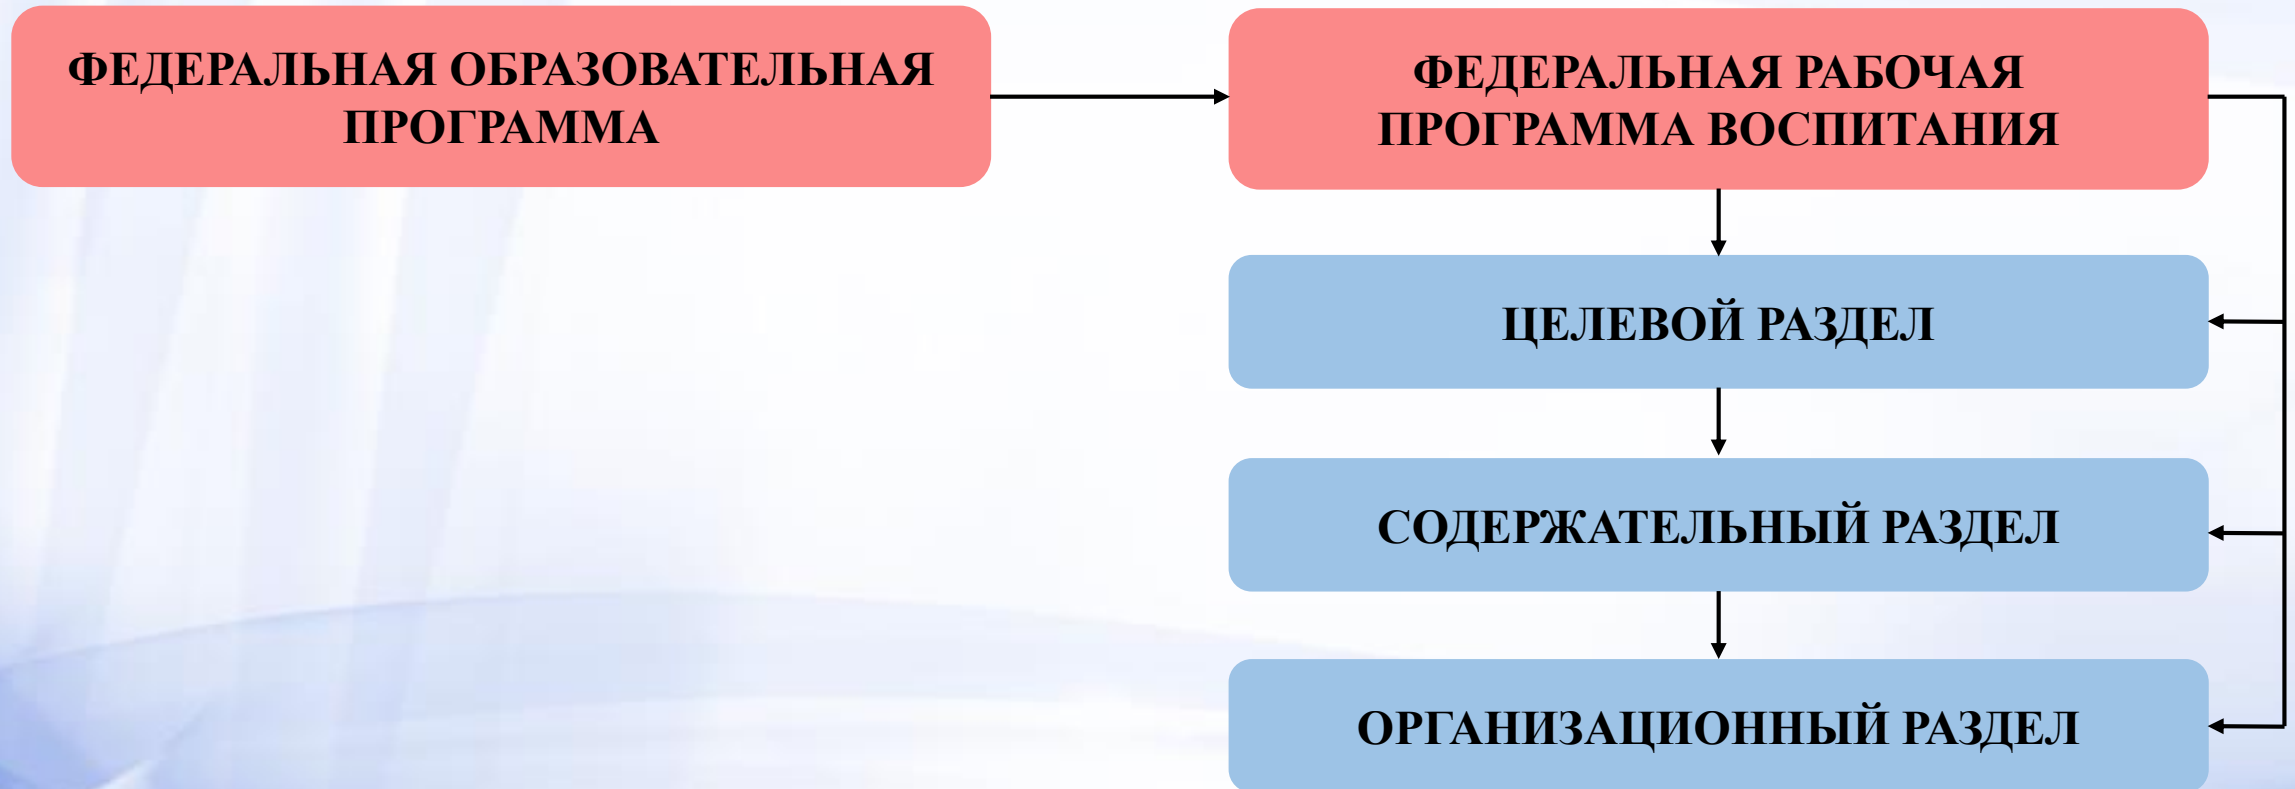 ФЕДЕРАЛЬНАЯ ОБРАЗОВАТЕЛЬНАЯ
ПРОГРАММА
ФЕДЕРАЛЬНАЯ РАБОЧАЯ
ПРОГРАММА ВОСПИТАНИЯ
ЦЕЛЕВОЙ РАЗДЕЛ
СОДЕРЖАТЕЛЬНЫЙ РАЗДЕЛ
ОРГАНИЗАЦИОННЫЙ РАЗДЕЛ